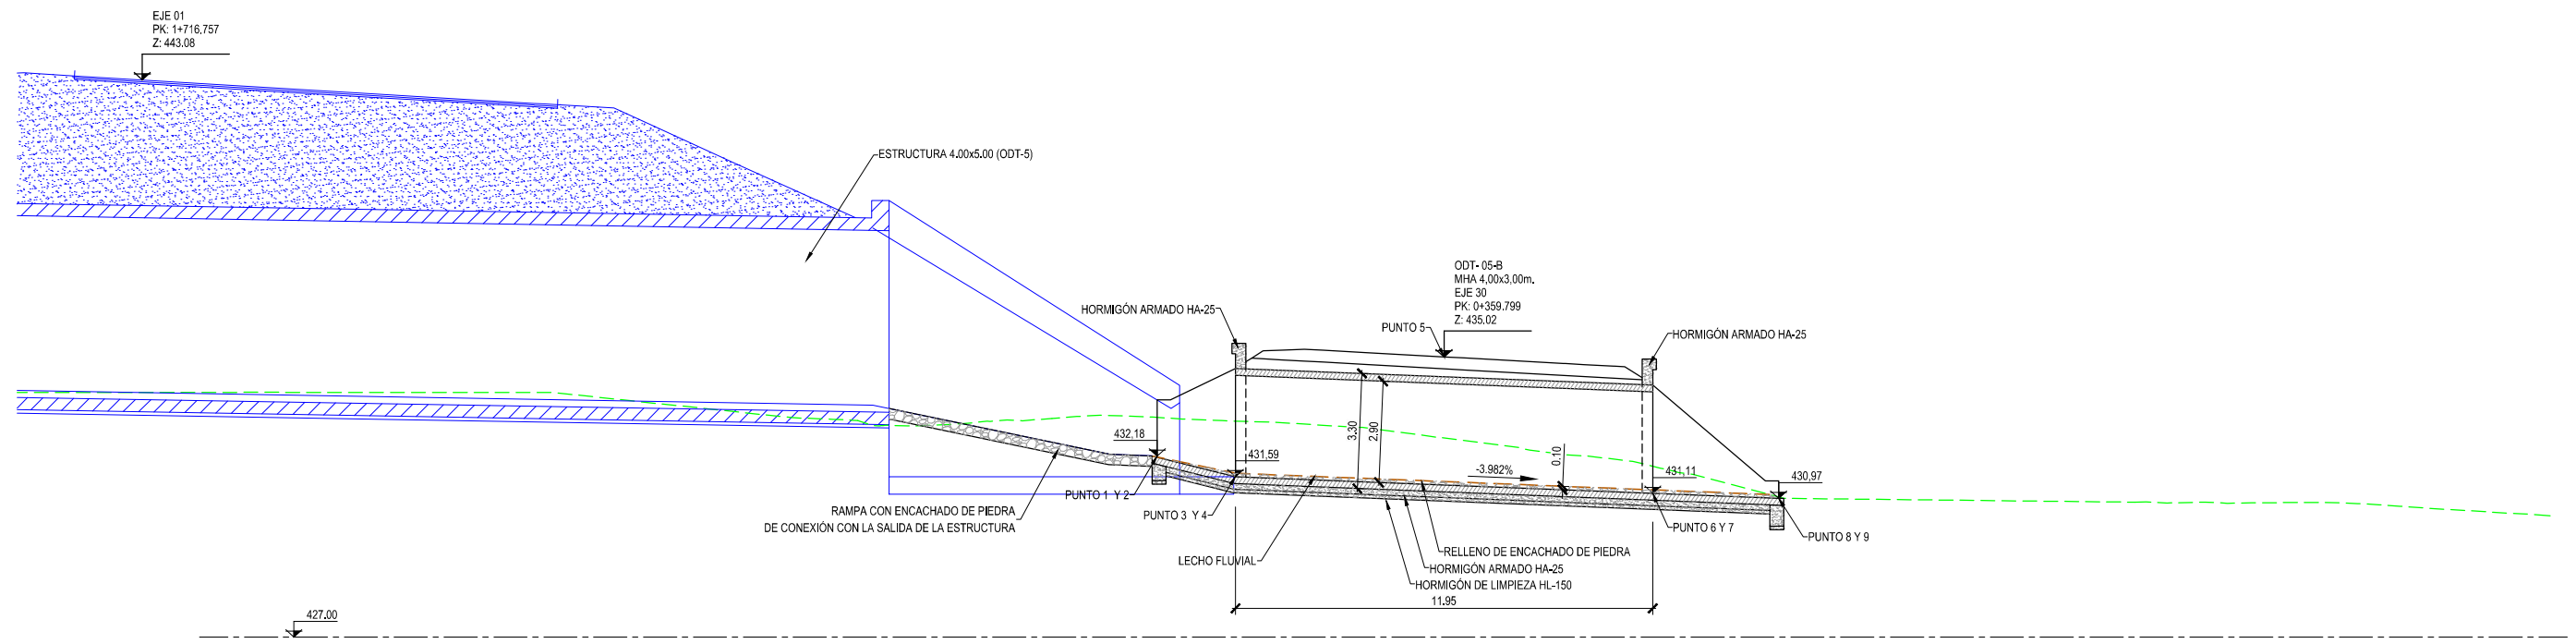 EJE 01
PK: 1+716.757
Z: 443.08
ESTRUCTURA 4.00x5.00 (ODT-5)
HORMIGÓN ARMADO HA-25
PUNTO 5
ODT- 05-B
MHA 4,00x3,00m.
EJE 30
PK: 0+359.799
Z: 435.02
HORMIGÓN ARMADO HA-25
432,18
431,59
3.30
2.90
-3.982%
0.10
431,11
430,97
PUNTO 1 Y 2
PUNTO 3 Y 4
RAMPA CON ENCACHADO DE PIEDRA
DE CONEXIÓN CON LA SALIDA DE LA ESTRUCTURA
PUNTO 6 Y 7
PUNTO 8 Y 9
LECHO FLUVIAL
RELLENO DE ENCACHADO DE PIEDRA
HORMIGÓN ARMADO HA-25
HORMIGÓN DE LIMPIEZA HL-150
11.95
427.00